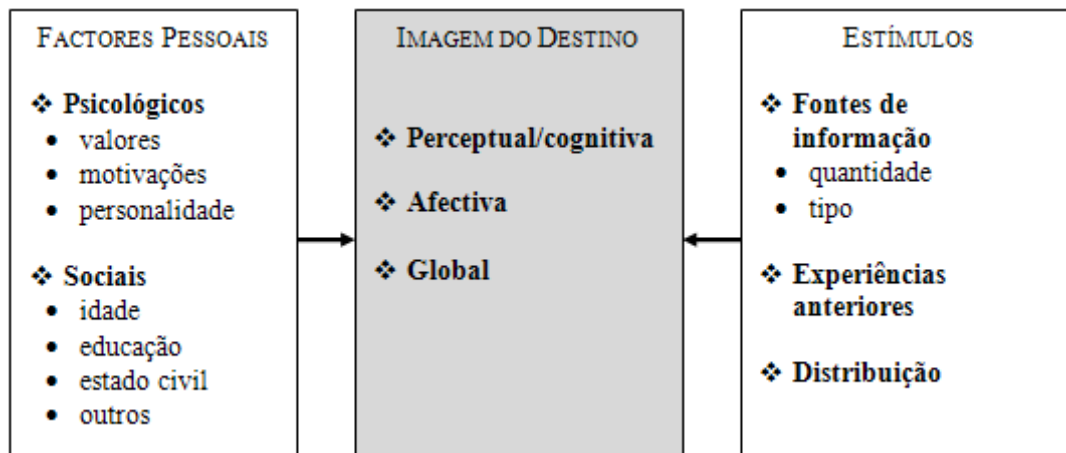 FACTORES PESSOAIS
❖ Psicológicos
• valores
• motivações
• personalidade
❖ Sociais
• idade
• educação
• estado civil
• outros
IMAGEM DO DESTINO
❖ Perceptual/cognitiva
❖ Afectiva
❖ Global
ESTÍMULOS
❖ Fontes de
informação
• quantidade
• tipo
❖ Experiências
anteriores
❖ Distribuição